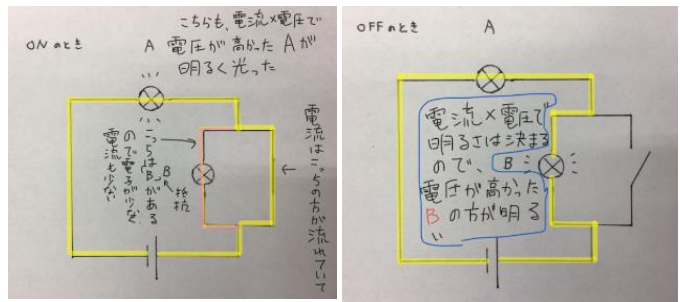 ONのとき
A
こちらも、電流×電圧で
電圧が高かったAが
明るく光った
こっちは「B」がある
ので電子が少なく
電流も少ない
B
抵抗
電流はこっちの方が流れていて
OFFのとき
A
電流×電圧で
明るさは決まる
ので、
B
電圧が高かった
Bの方が明る
い